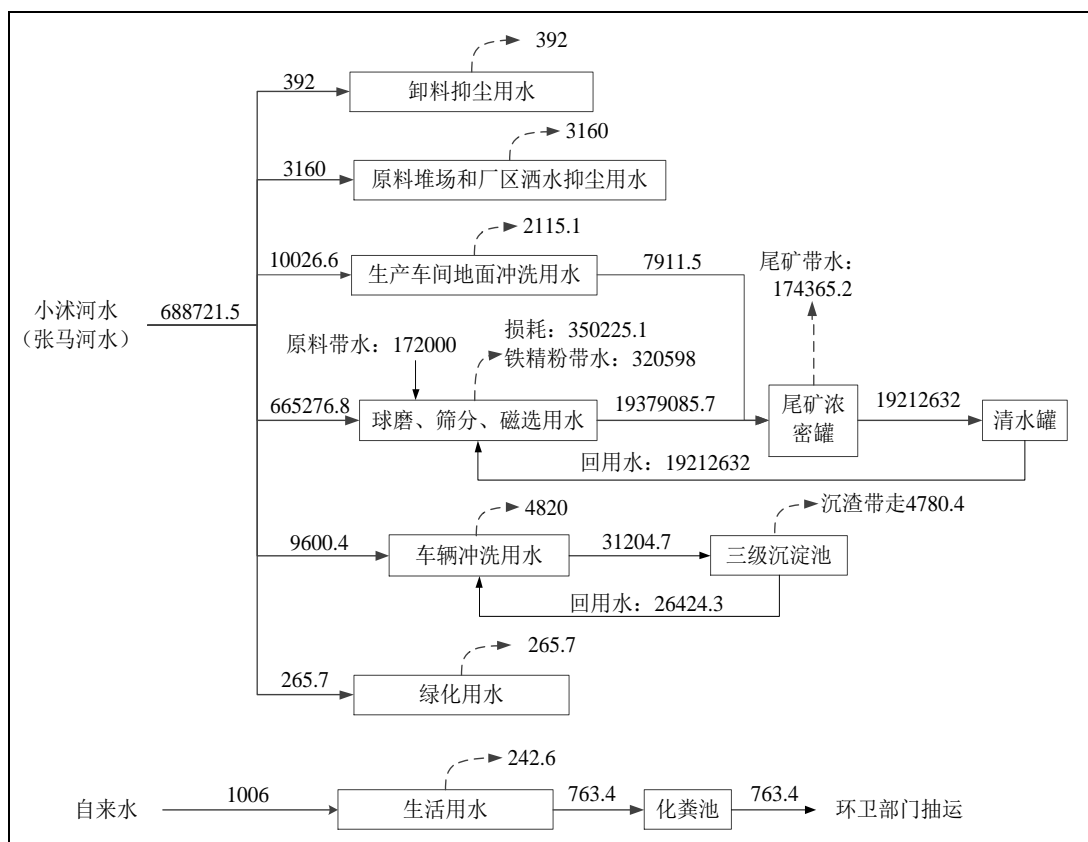 392
392
卸料抑尘用水
3160
3160
原料堆场和厂区洒水抑尘用水
2115.1
10026.6
生产车间地面冲洗用水
7911.5
尾矿带水：
174365.2
小沭河水
（张马河水）
688721.5
原料带水：172000
损耗：350225.1
铁精粉带水：320598
665276.8
球磨、筛分、磁选用水
19379085.7
尾矿浓
密罐
19212632
清水罐
回用水：19212632
4820
沉渣带走4780.4
9600.4
车辆冲洗用水
31204.7
三级沉淀池
回用水：26424.3
265.7
265.7
绿化用水
242.6
自来水
1006
生活用水
763.4
化粪池
763.4
环卫部门抽运